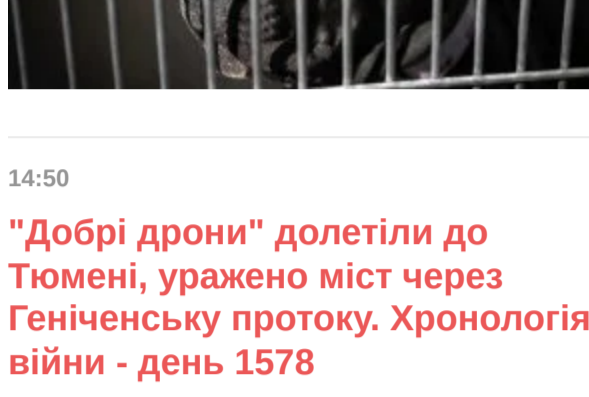 14:50
"Добрі дрони" долетіли до
Тюмені, уражено міст через
Генічеську протоку. Хронологія
війни - день 1578